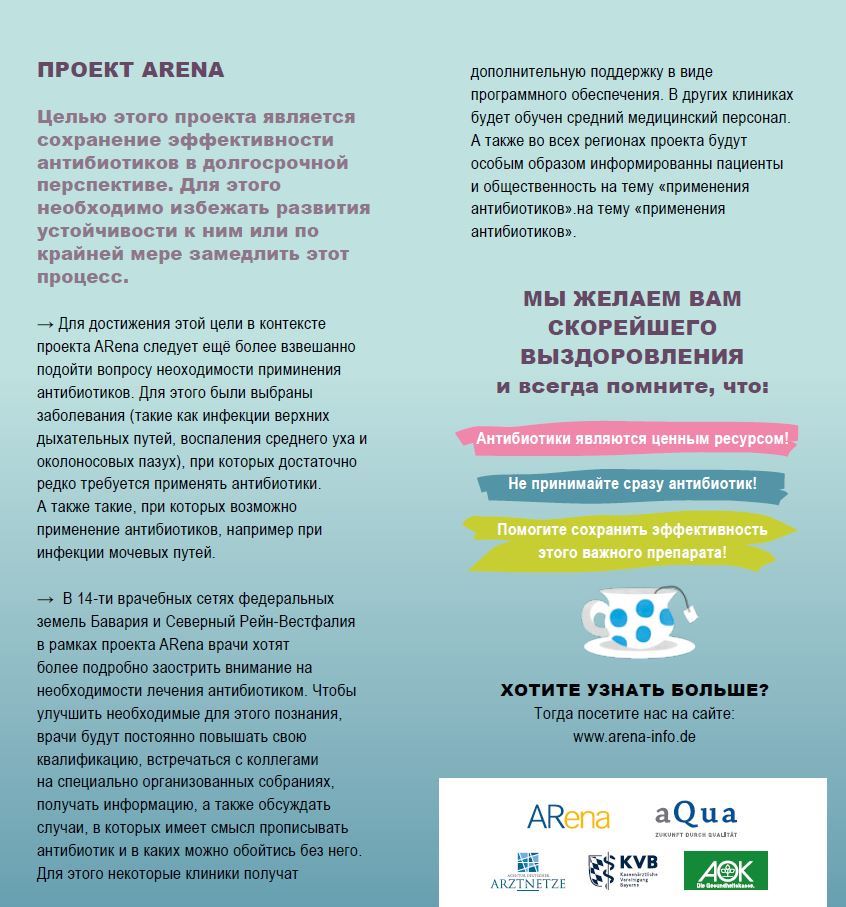 ПРОЕКТ ARENA
Целью этого проекта является
сохранение эффективности
антибиотиков в долгосрочной
перспективе. Для этого
необходимо избежать развития
устойчивости к ним или по
крайней мере замедлить этот
процесс.
→ Для достижения этой цели в контексте
проекта ARena следует ещё более взвешанно
подойти вопросу неоходимости приминения
антибиотиков. Для этого были выбраны
заболевания (такие как инфекции верхних
дыхательных путей, воспаления среднего уха и
околоносовых пазух), при которых достаточно
редко требуется применять антибиотики.
А также такие, при которых возможно
применение антибиотиков, например при
инфекции мочевых путей.
→ В 14-ти врачебных сетях федеральных
земель Бавария и Северный Рейн-Вестфалия
в рамках проекта ARena врачи хотят
более подробно заострить внимание на
необходимости лечения антибиотиком. Чтобы
улучшить необходимые для этого познания,
врачи будут постоянно повышать свою
квалификацию, встречаться с коллегами
на специально организованных собраниях,
получать информацию, а также обсуждать
случаи, в которых имеет смысл прописывать
антибиотик и в каких можно обойтись без него.
Для этого некоторые клиники получат
дополнительную поддержку в виде
программного обеспечения. В других клиниках
будет обучен средний медицинский персонал.
А также во всех регионах проекта будут
особым образом информированны пациенты
и общественность на тему «применения
антибиотиков».на тему «применения
антибиотиков».
МЫ ЖЕЛАЕМ ВАМ
СКОРЕЙШЕГО
ВЫЗДОРОВЛЕНИЯ
и всегда помните, что:
Антибиотики являются ценным ресурсом!
Не принимайте сразу антибиотик!
Помогите сохранить эффективность
этого важного препарата!
ХОТИТЕ УЗНАТЬ БОЛЬШЕ?
Тогда посетите нас на сайте:
www.arena-info.de
ARena
aQua
ZUKUNFT DURCH QUALITÄT
AGENTUR DEUTSCHER
ARZTNETZE
KVB
Kassenärztliche
Vereinigung
Bayerns
AOK
Die Gesundheitskasse.